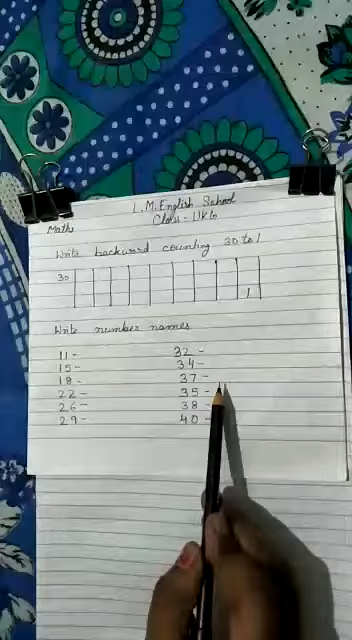 L.M. English School
Class - UKG
Math
Write backward counting 30 to 1
30
1
Write number names
11 - 32 -
15 - 34 -
18 - 37 -
22 - 35 -
26 - 38 -
29 - 40 -